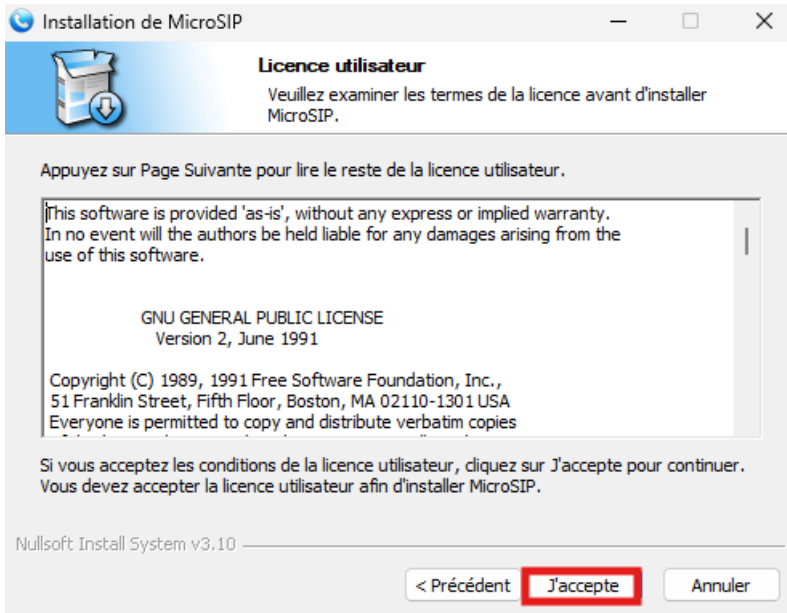 Installation de MicroSIP
Licence utilisateur
Veuillez examiner les termes de la licence avant d'installer
MicroSIP.
Appuyez sur Page Suivante pour lire le reste de la licence utilisateur.
This software is provided 'as-is', without any express or implied warranty.
In no event will the authors be held liable for any damages arising from the
use of this software.
GNU GENERAL PUBLIC LICENSE
Version 2, June 1991
Copyright (C) 1989, 1991 Free Software Foundation, Inc.,
51 Franklin Street, Fifth Floor, Boston, MA 02110-1301 USA
Everyone is permitted to copy and distribute verbatim copies
Si vous acceptez les conditions de la licence utilisateur, cliquez sur J'accepte pour continuer.
Vous devez accepter la licence utilisateur afin d'installer MicroSIP.
Nullsoft Install System v3.10
< Précédent J'accepte Annuler